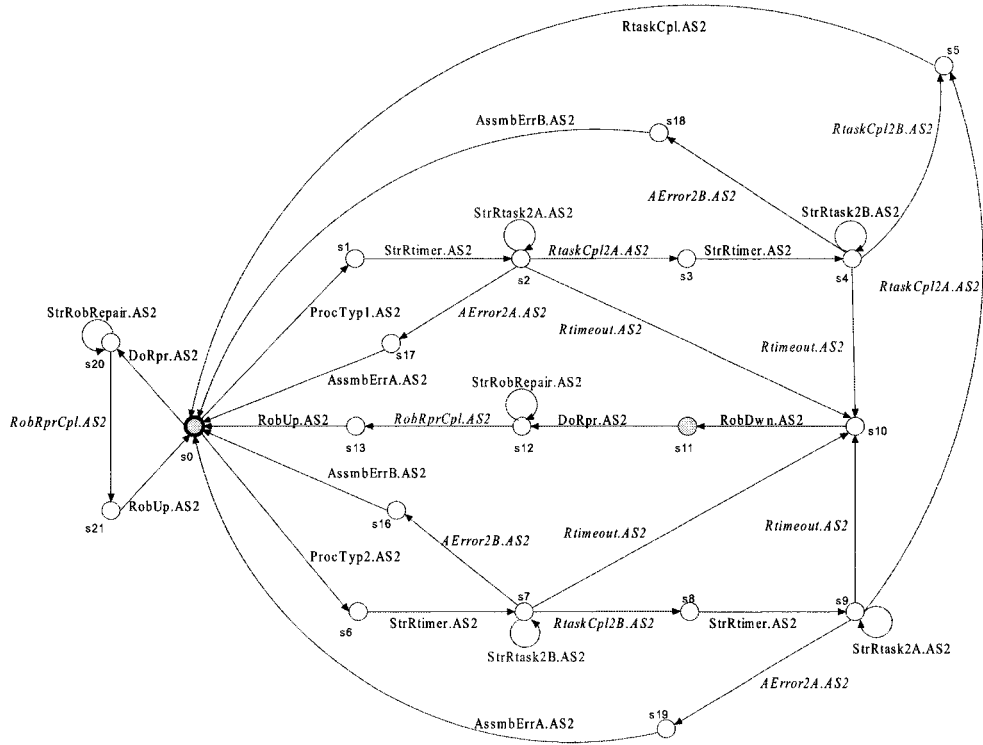 RtaskCpl.AS2
s5
AssmbErrB.AS2
s18
RtaskCpl2B.AS2
AError2B.AS2
StrRtask2A.AS2
StrRtask2B.AS2
s1
StrRtimer.AS2
RtaskCpl2A.AS2
StrRtimer.AS2
s2
s3
s4
RtaskCpl2A.AS2
StrRobRepair.AS2
ProcTyp1.AS2
AError2A.AS2
Rtimeout.AS2
Rtimeout.AS2
s20
DoRpr.AS2
s17
AssmbErrA.AS2
StrRobRepair.AS2
RobRprCpl.AS2
RobUp.AS2
RobRprCpl.AS2
DoRpr.AS2
RobDwn.AS2
s0
s13
s12
s11
s10
AssmbErrB.AS2
s21
RobUp.AS2
s16
AError2B.AS2
Rtimeout.AS2
Rtimeout.AS2
ProcTyp2.AS2
s7
s8
s9
s6
StrRtimer.AS2
RtaskCpl2B.AS2
StrRtimer.AS2
StrRtask2B.AS2
StrRtask2A.AS2
AError2A.AS2
AssmbErrA.AS2
s19